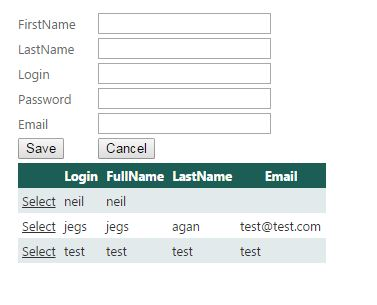 FirstName
LastName
Login
Password
Email
Save Cancel
Login FullName LastName Email
Select neil neil
Select jegs jegs agan test@test.com
Select test test test test